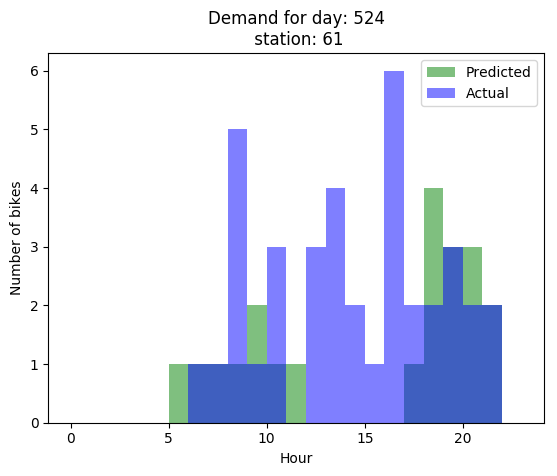 Demand for day: 524
station: 61
Predicted
Actual
Number of bikes
6
5
4
3
2
1
0
0 5 10 15 20
Hour